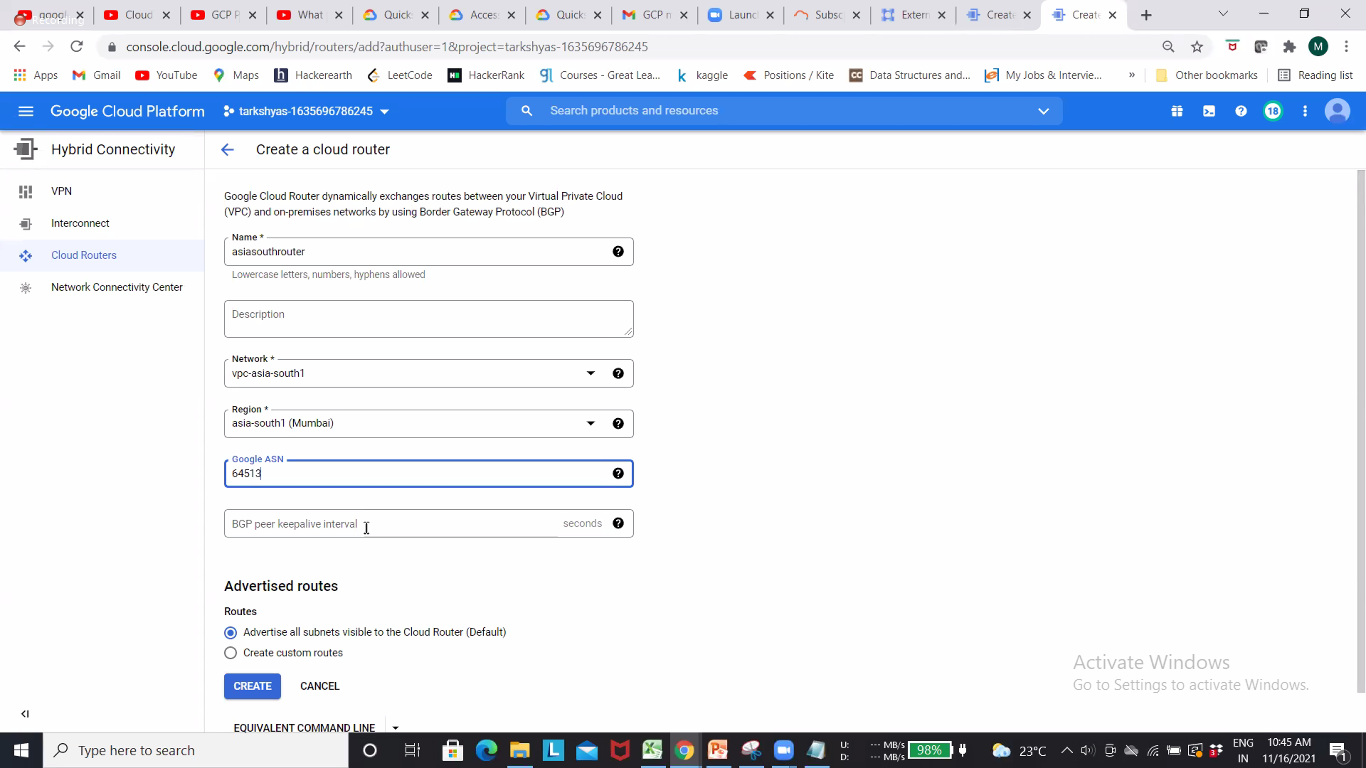 Recording
googl
Cloud
GCP P
What
Quick
Acces
Quick
GCP n
Launc
Subsc
Extern
Create
Create
console.cloud.google.com/hybrid/routers/add?authuser=1&project=tarkshyas-1635696786245
M
Apps
Gmail
YouTube
Maps
Hackerearth
LeetCode
HackerRank
Courses - Great Lea...
kaggle
Positions / Kite
Data Structures and...
My Jobs & Intervie...
»
Other bookmarks
Reading list
Google Cloud Platform
tarkshyas-1635696786245
Search products and resources
18
Hybrid Connectivity
Create a cloud router
VPN
Interconnect
Cloud Routers
Network Connectivity Center
Google Cloud Router dynamically exchanges routes between your Virtual Private Cloud
(VPC) and on-premises networks by using Border Gateway Protocol (BGP)
Name *
asiasouthrouter
Lowercase letters, numbers, hyphens allowed
Description
Network *
vpc-asia-south1
Region *
asia-south1 (Mumbai)
Google ASN
64513
BGP peer keepalive interval seconds
Advertised routes
Routes
Advertise all subnets visible to the Cloud Router (Default)
Create custom routes
CREATE CANCEL
EQUIVALENT COMMAND LINE
Activate Windows
Go to Settings to activate Windows.
Type here to search
U: --- MB/s
D: --- MB/s
98%
23°C
ENG
IN
10:45 AM
11/16/2021
1